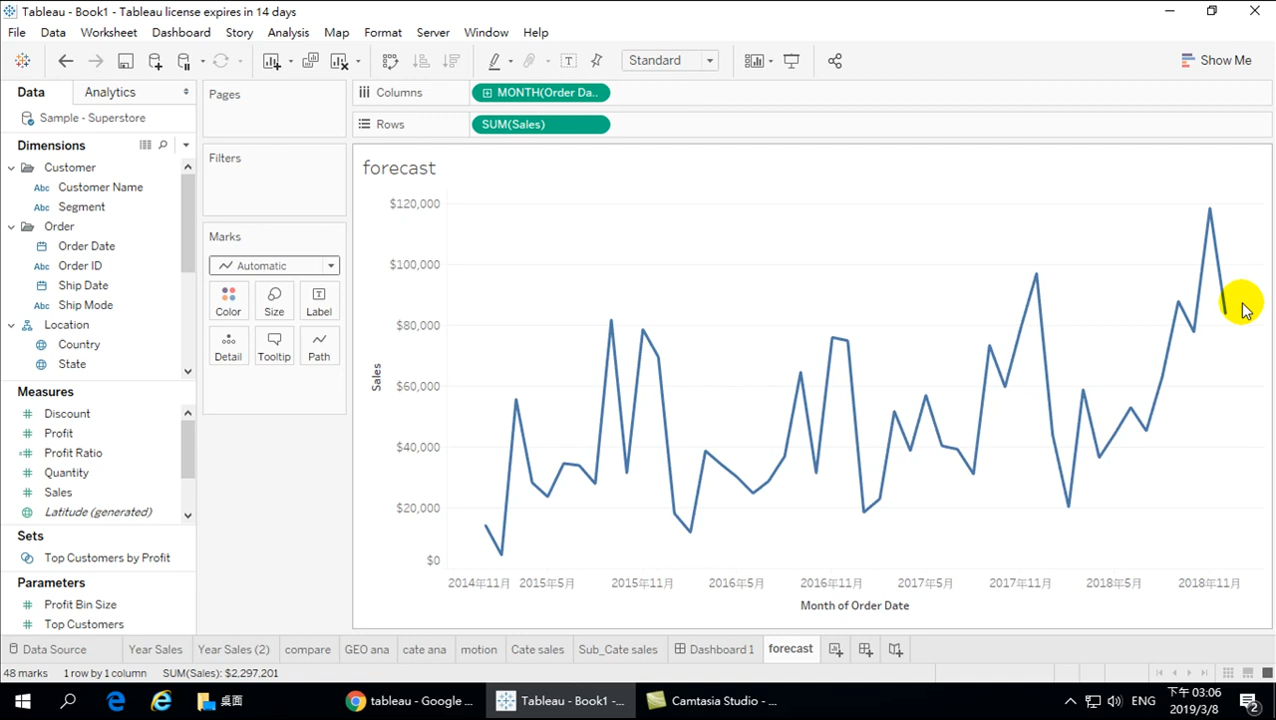 Tableau - Book1 - Tableau license expires in 14 days
File Data Worksheet Dashboard Story Analysis Map Format Server Window Help
Standard
Show Me
Data Analytics
Sample - Superstore
Dimensions
Customer
Abc Customer Name
Abc Segment
Order
Order Date
Abc Order ID
Ship Date
Abc Ship Mode
Location
Country
State
Measures
Discount
Profit
Profit Ratio
Quantity
Sales
Latitude (generated)
Sets
Top Customers by Profit
Parameters
Profit Bin Size
Top Customers
Pages
Filters
Marks
Automatic
Color Size Label
Detail Tooltip Path
Columns MONTH(Order Da..
Rows SUM(Sales)
forecast
$120,000
$100,000
$80,000
$60,000
$40,000
$20,000
$0
Sales
2014年11月 2015年5月 2015年11月 2016年5月 2016年11月 2017年5月 2017年11月 2018年5月 2018年11月
Month of Order Date
Data Source Year Sales Year Sales (2) compare GEO ana cate ana motion Cate sales Sub_Cate sales Dashboard 1 forecast
48 marks 1 row by 1 column SUM(Sales): $2,297,201
桌面 tableau - Google ... Tableau - Book1 -... Camtasia Studio - ... ENG 下午 03:06
2019/3/8 2